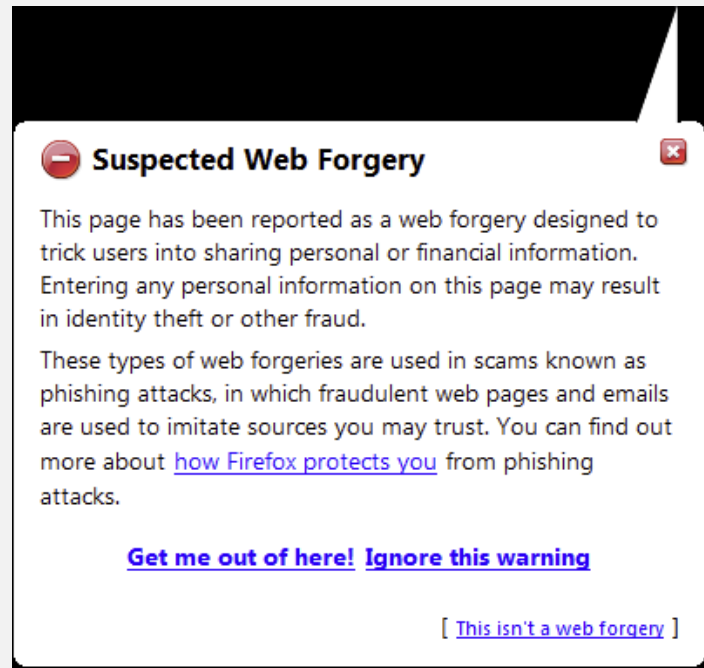 Suspected Web Forgery
This page has been reported as a web forgery designed to
trick users into sharing personal or financial information.
Entering any personal information on this page may result
in identity theft or other fraud.
These types of web forgeries are used in scams known as
phishing attacks, in which fraudulent web pages and emails
are used to imitate sources you may trust. You can find out
more about how Firefox protects you from phishing
attacks.
Get me out of here! Ignore this warning
[ This isn't a web forgery ]